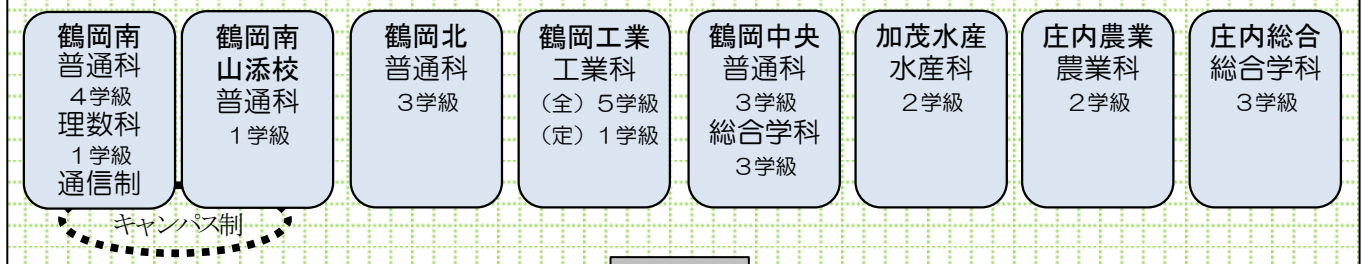 鶴岡南
普通科
４学級
理数科
１学級
通信制
鶴岡南
山添校
普通科
１学級
キャンパス制
鶴岡北
普通科
３学級
鶴岡工業
工業科
（全）５学級
（定）１学級
鶴岡中央
普通科
３学級
総合学科
３学級
加茂水産
水産科
２学級
庄内農業
農業科
２学級
庄内総合
総合学科
３学級